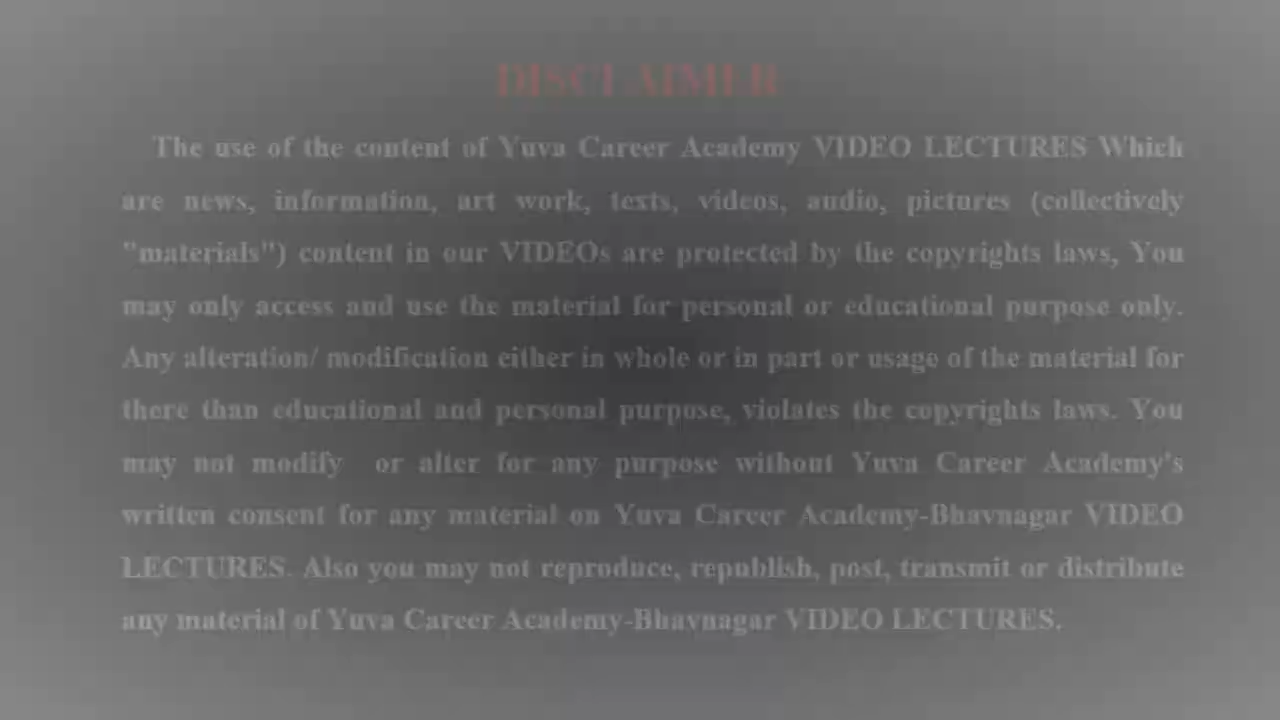 DISCLAIMER
The use of the content of Yuva Career Academy VIDEO LECTURES Which
are news, information, art work, texts, videos, audio, pictures (collectively
"materials") content in our VIDEOs are protected by the copyrights laws, You
may only access and use the material for personal or educational purpose only.
Any alteration/ modification either in whole or in part or usage of the material for
there than educational and personal purpose, violates the copyrights laws. You
may not modify or alter for any purpose without Yuva Career Academy's
written consent for any material on Yuva Career Academy-Bhavnagar VIDEO
LECTURES. Also you may not reproduce, republish, post, transmit or distribute
any material of Yuva Career Academy-Bhavnagar VIDEO LECTURES.